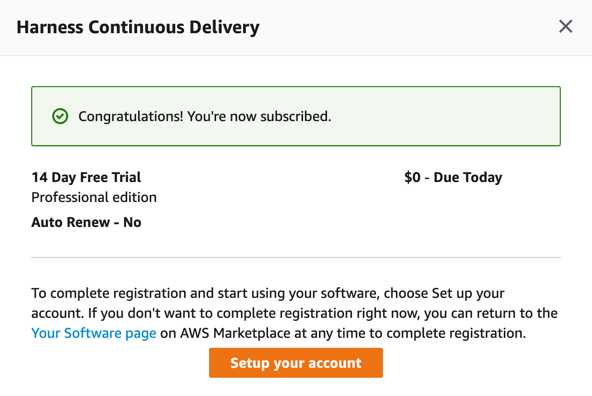 Harness Continuous Delivery
Congratulations! You're now subscribed.
14 Day Free Trial
$0 - Due Today
Professional edition
Auto Renew - No
To complete registration and start using your software, choose Set up your
account. If you don't want to complete registration right now, you can return to the
Your Software page on AWS Marketplace at any time to complete registration.
Setup your account